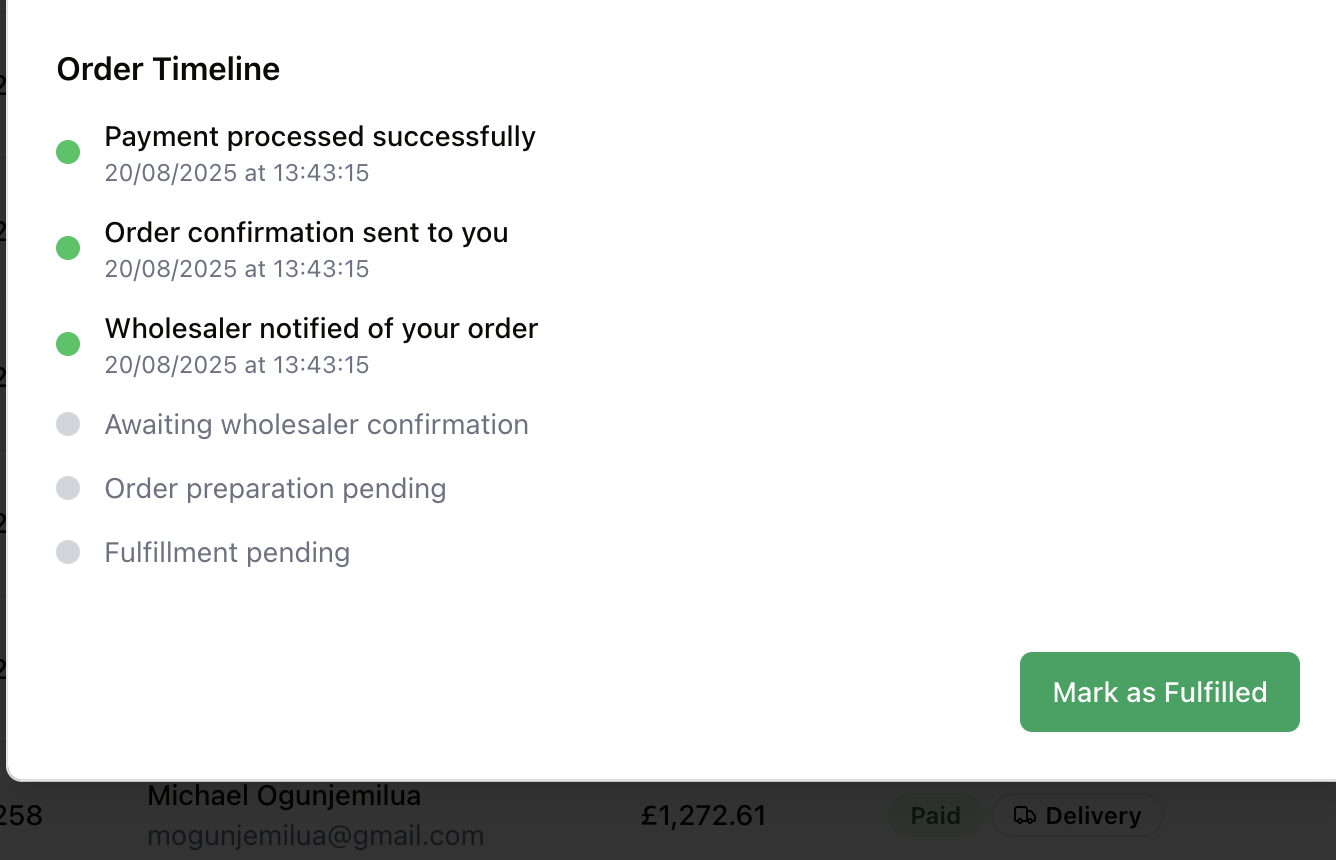 Order Timeline
Payment processed successfully
20/08/2025 at 13:43:15
Order confirmation sent to you
20/08/2025 at 13:43:15
Wholesaler notified of your order
20/08/2025 at 13:43:15
Awaiting wholesaler confirmation
Order preparation pending
Fulfillment pending
Mark as Fulfilled
Michael Ogunjemilua
258 £1,272.61 Paid Delivery
mogunjemilua@gmail.com